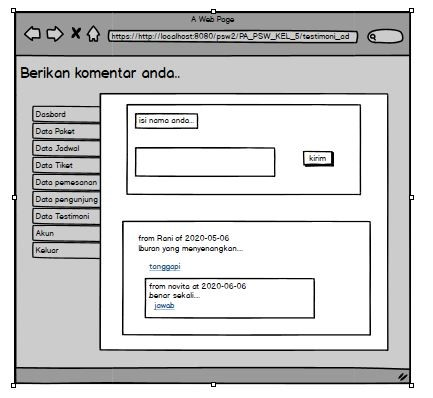 A Web Page
https://http://localhost:8080/psw2/PA_PSW_KEL_5/testimoni_ad
Berikan komentar anda..
Dasbord
Data Paket
Data Jadwal
Data Tiket
Data pemesanan
Data pengunjung
Data Testimoni
Akun
Keluar
isi nama anda...
kirim
from Rani of 2020-05-06
liburan yang menyenangkan...
tanggapi
from novita at 2020-06-06
benar sekali...
jawab